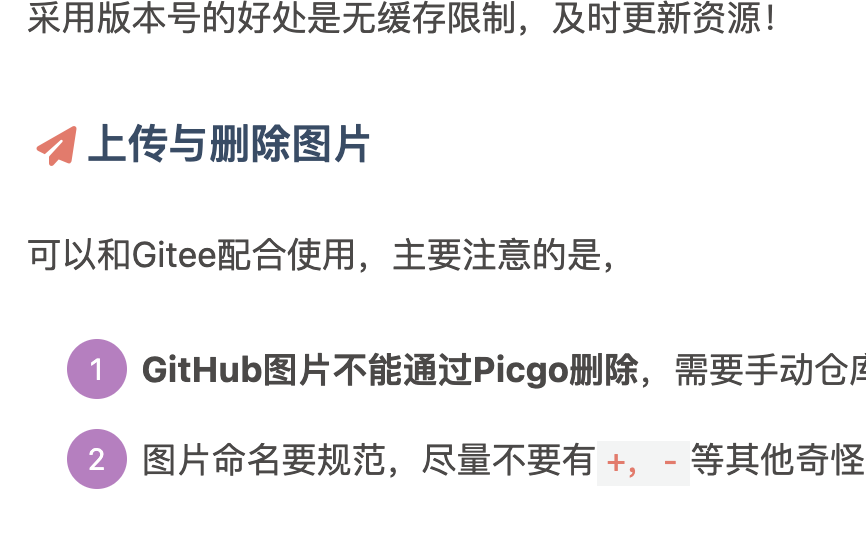 采用版本号的好处是无缓存限制，及时更新资源！
上传与删除图片
可以和Gitee配合使用，主要注意的是，
1 GitHub图片不能通过Picgo删除，需要手动仓库
2 图片命名要规范，尽量不要有+，-等其他奇怪